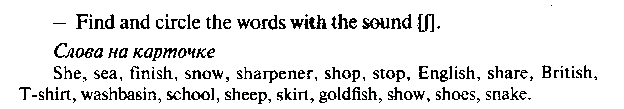 — Find and circle the words with the sound [ʃ].
Слова на карточке
She, sea, finish, snow, sharpener, shop, stop, English, share, British,
T-shirt, washbasin, school, sheep, skirt, goldfish, show, shoes, snake.